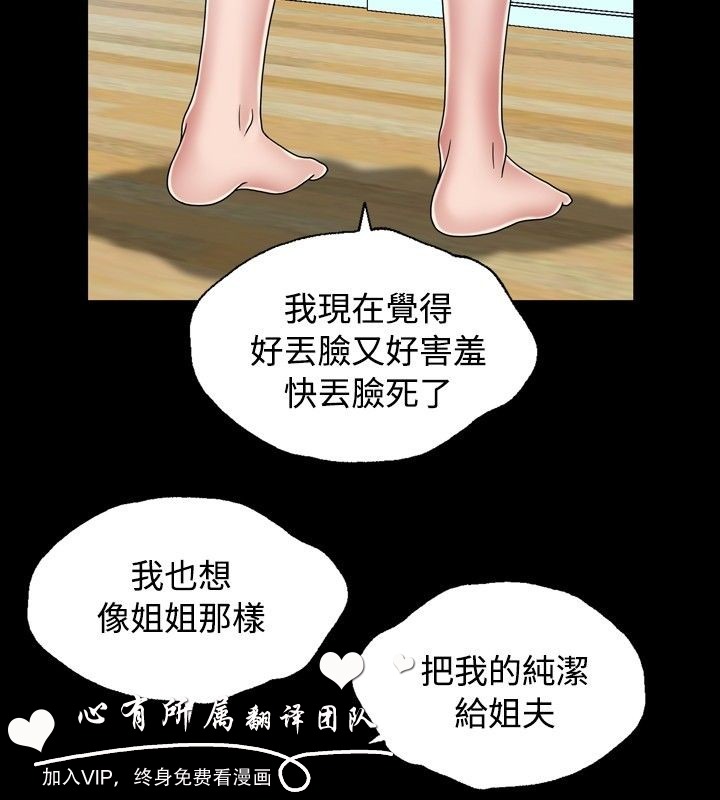 我現在覺得
好丟臉又好害羞
快丟臉死了
我也想
像姐姐那樣
把我的純潔
給姐夫
心有所属翻译团队
加入VIP，终身免费看漫画